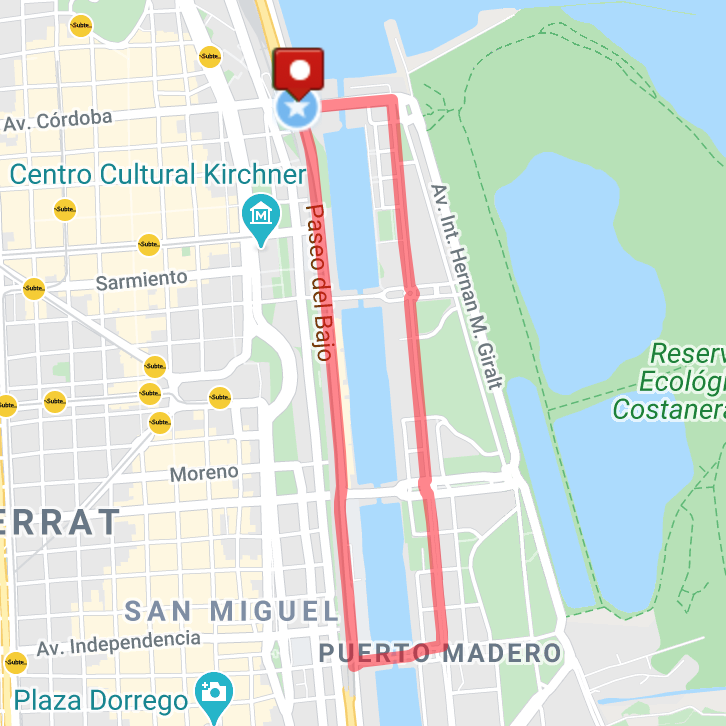 Subte..
Subte..
Av. Córdoba
Centro Cultural Kirchner
Subte..
Paseo del Bajo
Av. Int. Hernan M. Giralt
Subte..
Sarmiento
Subte..
Reserv
Ecológi
Costanera
Subte..
Subte..
Subte..
Subte..
Subte..
Subte..
Moreno
ERRAT
SAN MIGUEL
Av. Independencia
PUERTO MADERO
Subte..
Plaza Dorrego